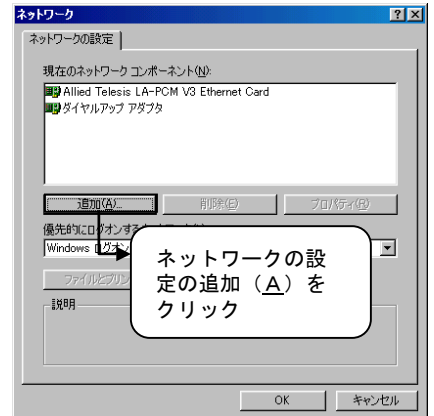 ネットワーク
ネットワークの設定
現在のネットワーク コンポーネント(N):
Allied Telesis LA-PCM V3 Ethernet Card
ダイヤルアップ アダプタ
追加(A)...
削除(E)
プロパティ(R)
優先的にログオンする
Windows ログオン
ファイルとプリン
ネットワークの設
定の追加（A）を
クリック
説明
OK
キャンセル